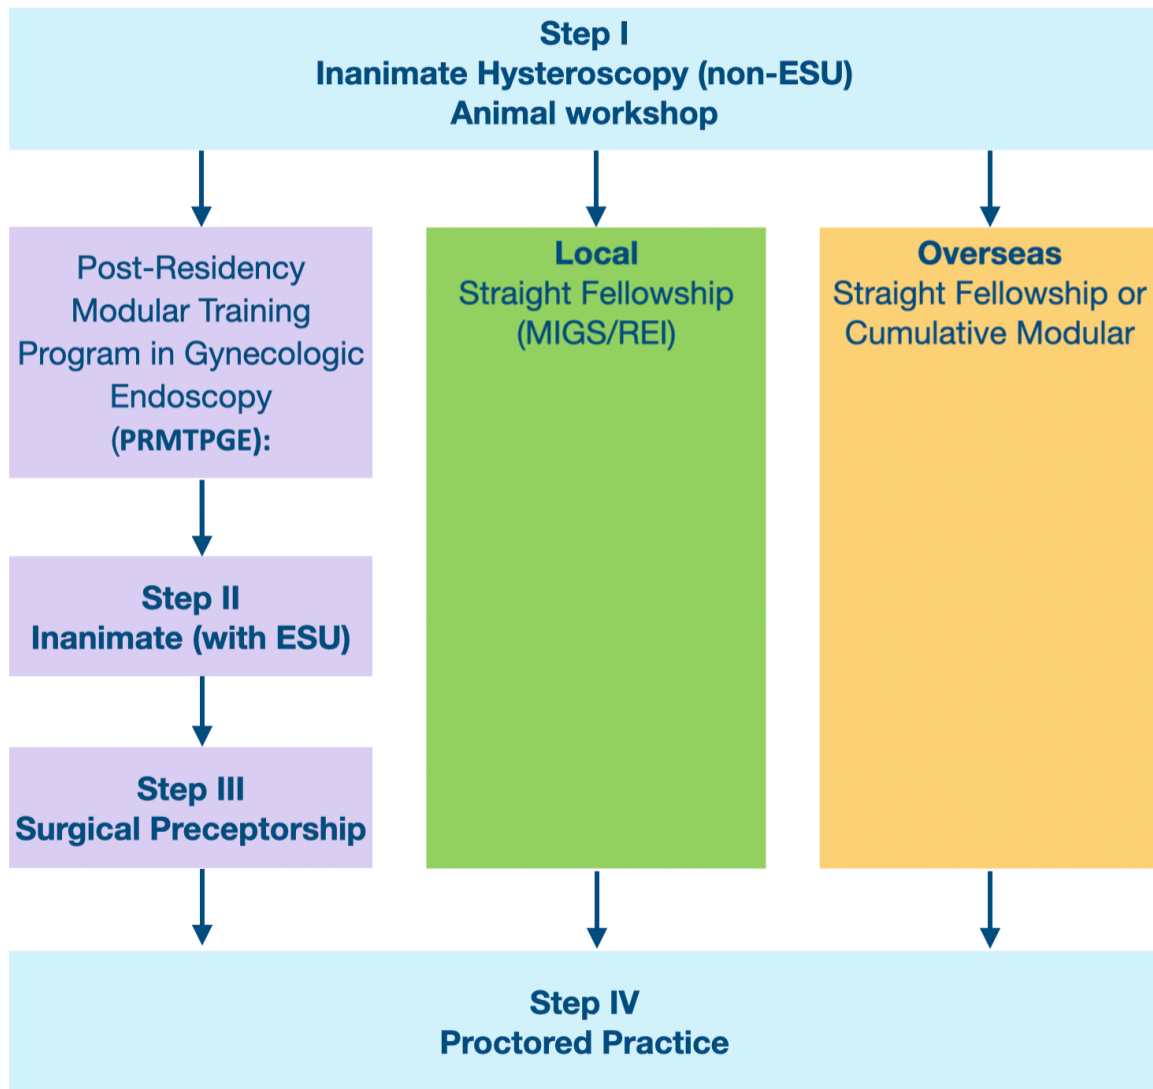 Step I
Inanimate Hysteroscopy (non-ESU)
Animal workshop
Post-Residency
Modular Training
Program in Gynecologic
Endoscopy
(PRMTPGE):
Step II
Inanimate (with ESU)
Step III
Surgical Preceptorship
Local
Straight Fellowship
(MIGS/REI)
Overseas
Straight Fellowship or
Cumulative Modular
Step IV
Proctored Practice